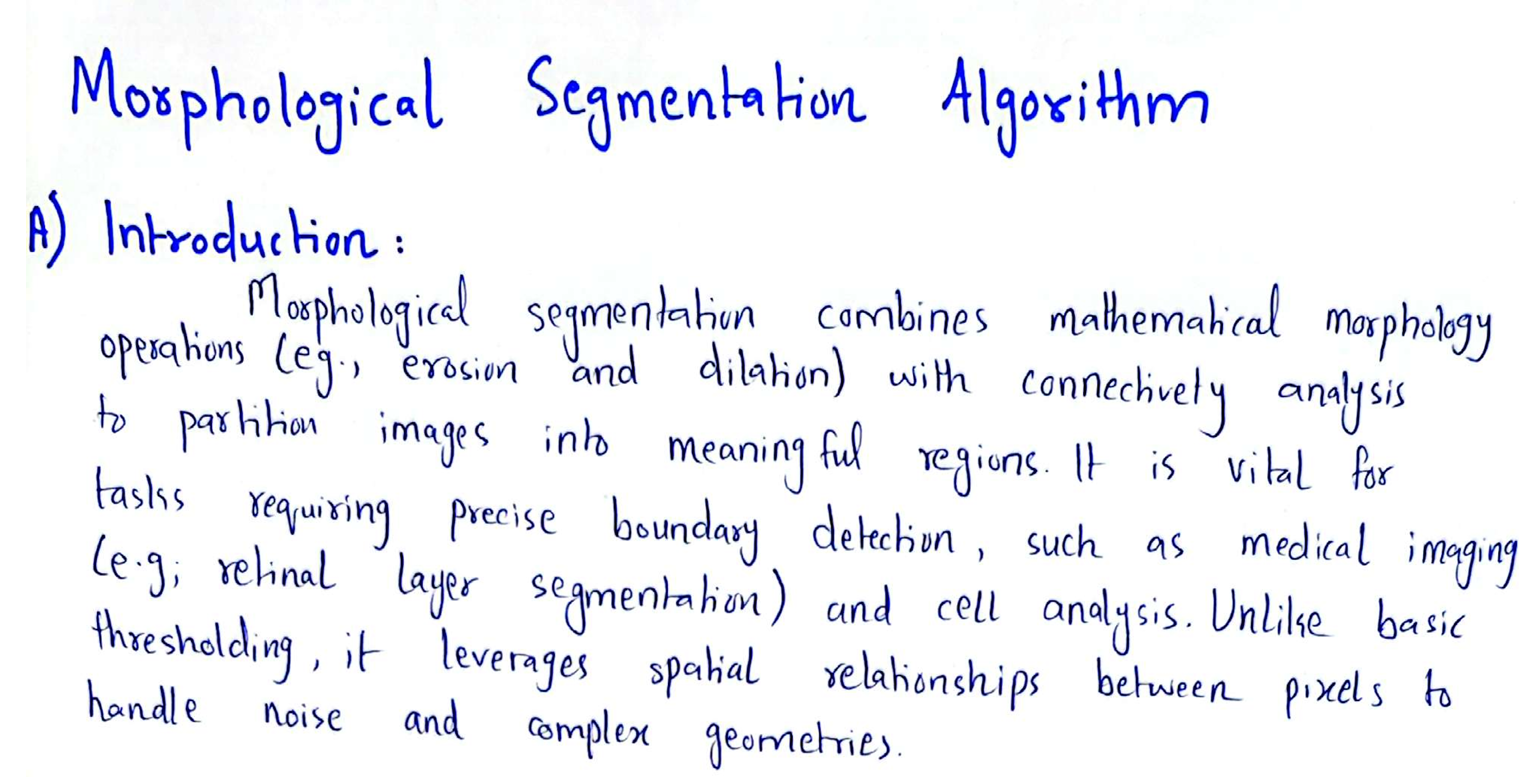 Morphological Segmentation Algorithm
A) Introduction:
Morphological segmentation combines mathematical morphology
operations (eg., erosion and dilation) with connectivety analysis
to partition images into meaningful regions. It is vital for
tasks requiring precise boundary detection, such as medical imaging
(e.g; retinal layer segmentation) and cell analysis. Unlike basic
thresholding, it leverages spatial relationships between pixels to
handle noise and complex geometries.